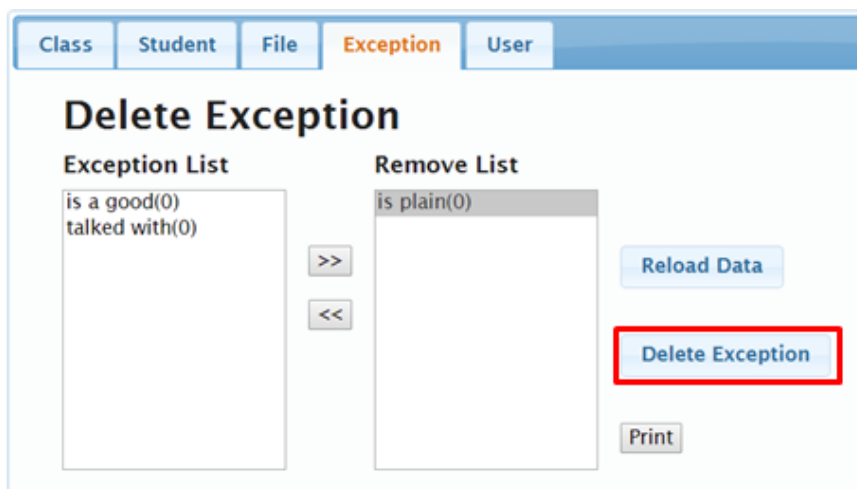 Class Student File Exception User
Delete Exception
Exception List Remove List
is a good(0) is plain(0)
talked with(0)
>>
Reload Data
<<
Delete Exception
Print